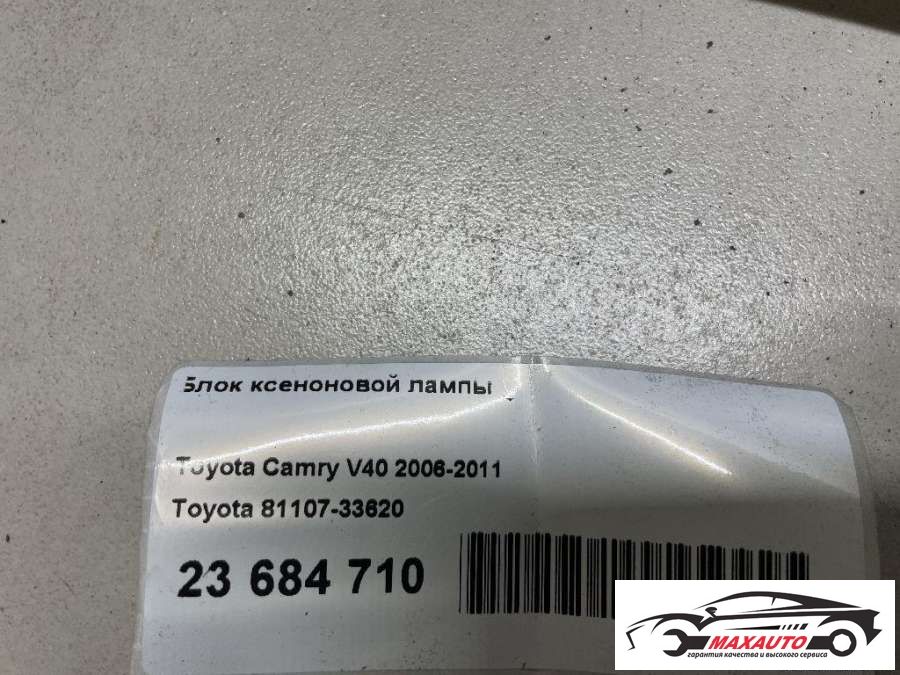 Блок ксеноновой лампы
Toyota Camry V40 2006-2011
Toyota 81107-33620
23 684 710
MAXAUTO
гарантия качества и высокого сервиса